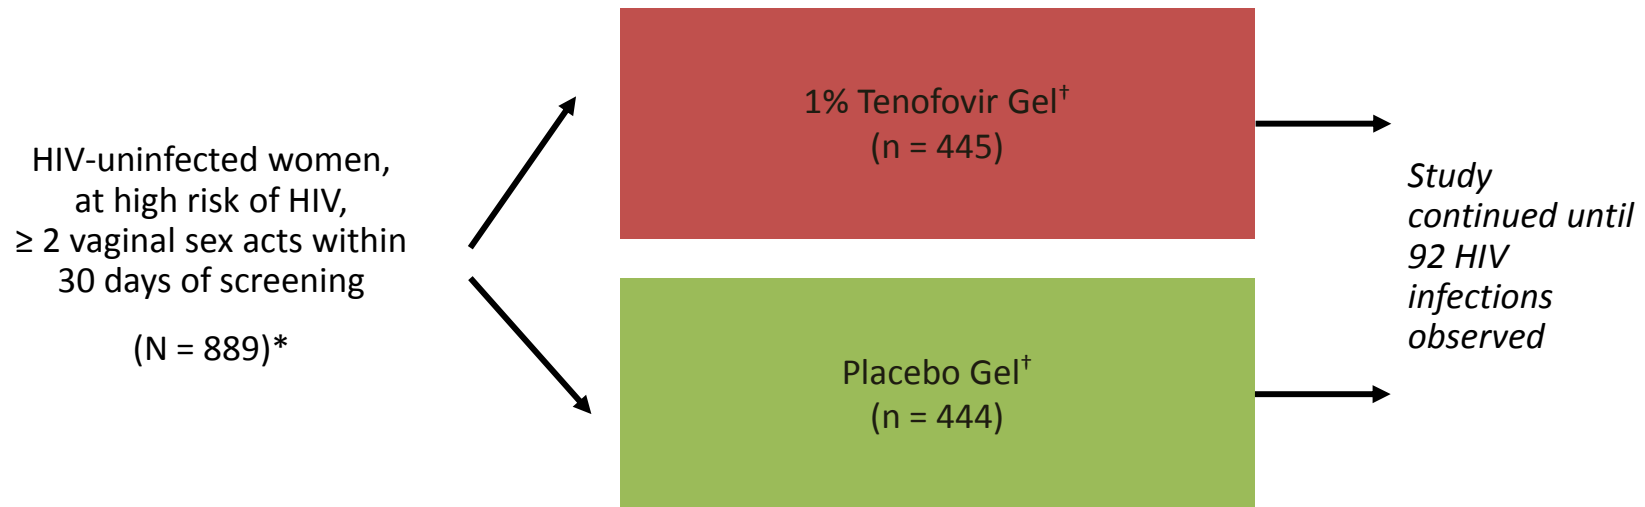 HIV-uninfected women,
at high risk of HIV,
≥ 2 vaginal sex acts within
30 days of screening
(N = 889)*
1% Tenofovir Gel†
(n = 445)
Placebo Gel†
(n = 444)
Study
continued until
92 HIV
infections
observed